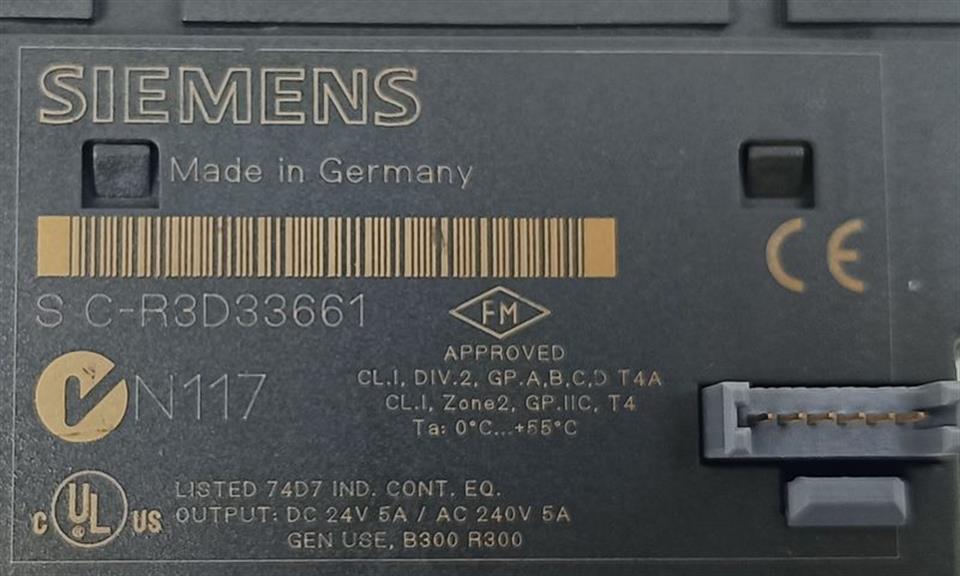 SIEMENS
Made in Germany
S C-R3D33661
FM
APPROVED
CL.I, DIV.2, GP.A,B,C,D T4A
CL.I, Zone2, GP.IIC, T4
Ta: 0°C...+55°C
N117
C UL US
LISTED 74D7 IND. CONT. EQ.
OUTPUT: DC 24V 5A / AC 240V 5A
GEN USE, B300 R300
CE